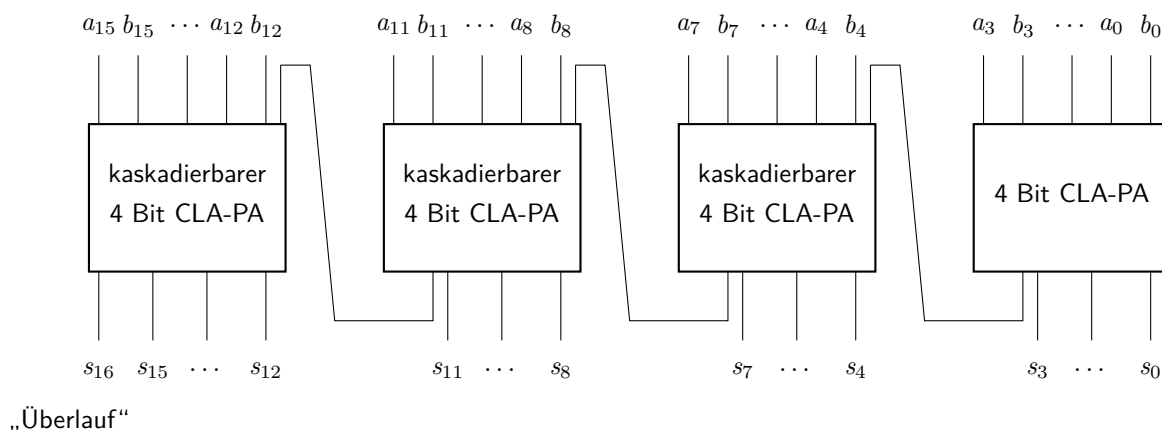 a15 b15 ··· a12 b12 a11 b11 ··· a8 b8 a7 b7 ··· a4 b4 a3 b3 ··· a0 b0
kaskadierbarer kaskadierbarer kaskadierbarer
4 Bit CLA-PA 4 Bit CLA-PA 4 Bit CLA-PA 4 Bit CLA-PA
s16 s15 ··· s12 s11 ··· s8 s7 ··· s4 s3 ··· s0
„Überlauf“